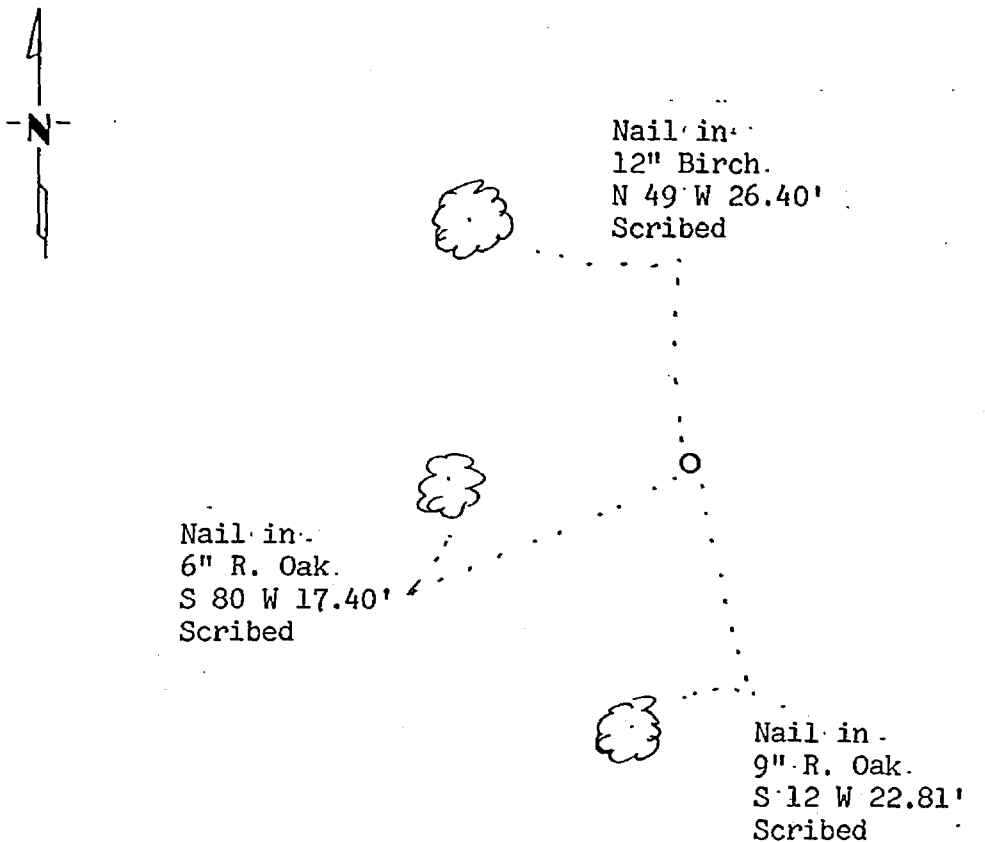 N
Nail in
12" Birch.
N 49 W 26.40'
Scribed
Nail in
6" R. Oak.
S 80 W 17.40'
Scribed
Nail in
9" R. Oak.
S 12 W 22.81'
Scribed